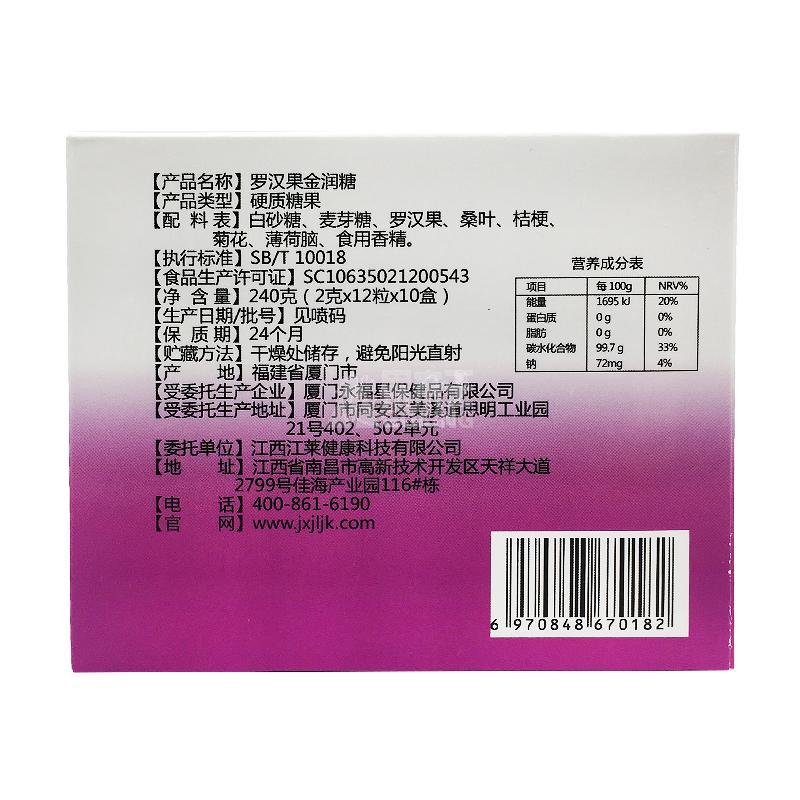 【产品名称】罗汉果金润糖
【产品类型】硬质糖果
【配 料 表】白砂糖、麦芽糖、罗汉果、桑叶、桔梗、
菊花、薄荷脑、食用香精。
【执行标准】SB/T 10018
【食品生产许可证】SC10635021200543
【净 含 量】240克（2克x12粒x10盒）
【生产日期/批号】见喷码
【保 质 期】24个月
【贮藏方法】干燥处储存，避免阳光直射
【产 地】福建省厦门市
【受委托生产企业】厦门永福星保健品有限公司
【受委托生产地址】厦门市同安区美溪道思明工业园
21号402、502单元
【委托单位】江西江莱健康科技有限公司
【地 址】江西省南昌市高新技术开发区天祥大道
2799号佳海产业园116#栋
【电 话】400-861-6190
【官 网】www.jxjljk.com
营养成分表
项目 每 100g NRV%
能量 1695 kJ 20%
蛋白质 0 g 0%
脂肪 0 g 0%
碳水化合物 99.7 g 33%
钠 72mg 4%
6 970848 670182